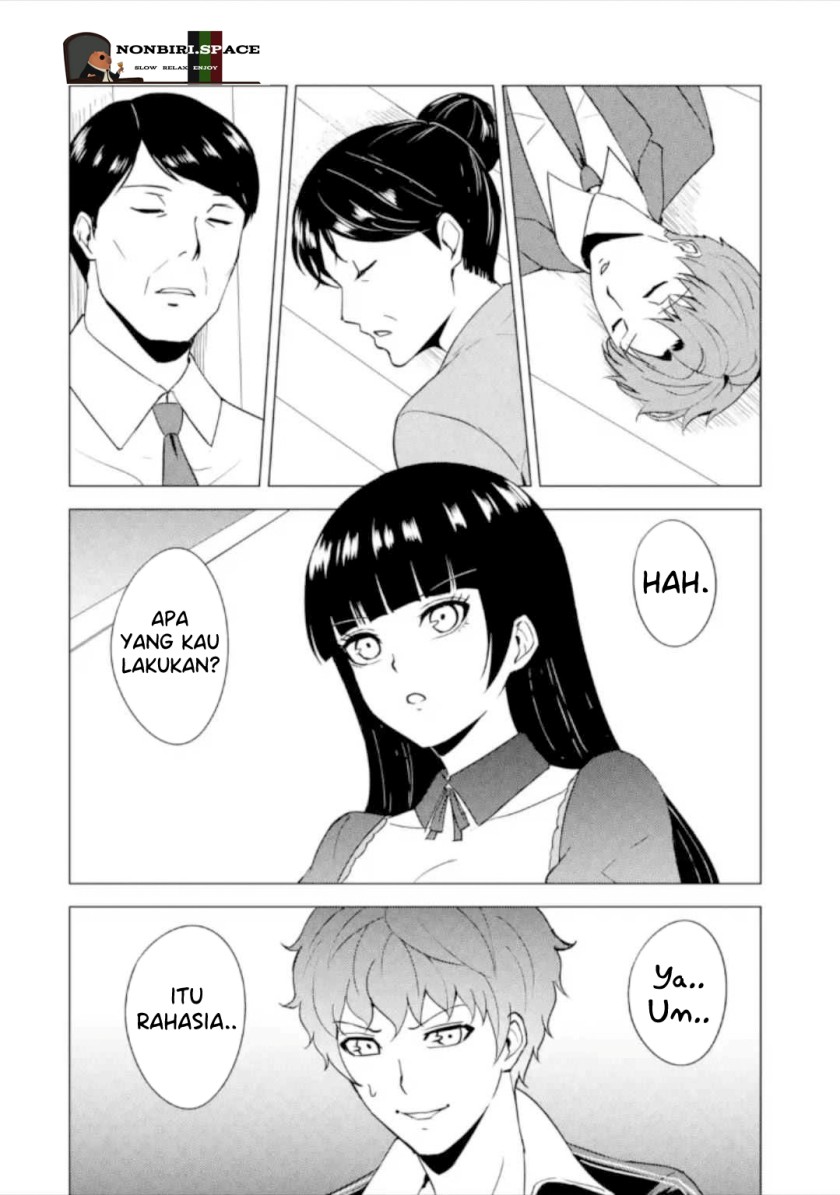 NONBIRI.SPACE
SLOW RELAX ENJOY
HAH.
APA
YANG KAU
LAKUKAN?
Ya..
Um..
ITU
RAHASIA..